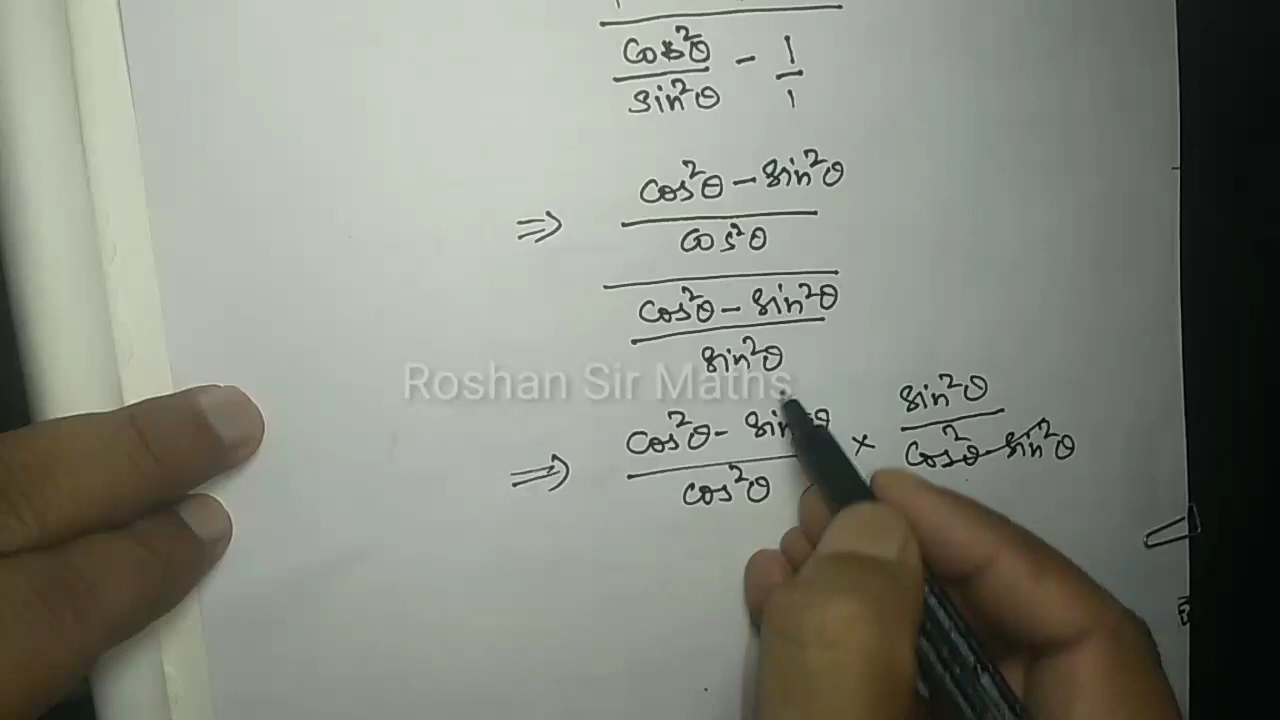 cos²θ/sin²θ - 1/1
⇒ (cos²θ - sin²θ)/cos²θ
(cos²θ - sin²θ)/sin²θ
Roshan Sir Maths
⇒ (cos²θ - sin²θ)/cos²θ × sin²θ/(cos²θ - sin²θ)